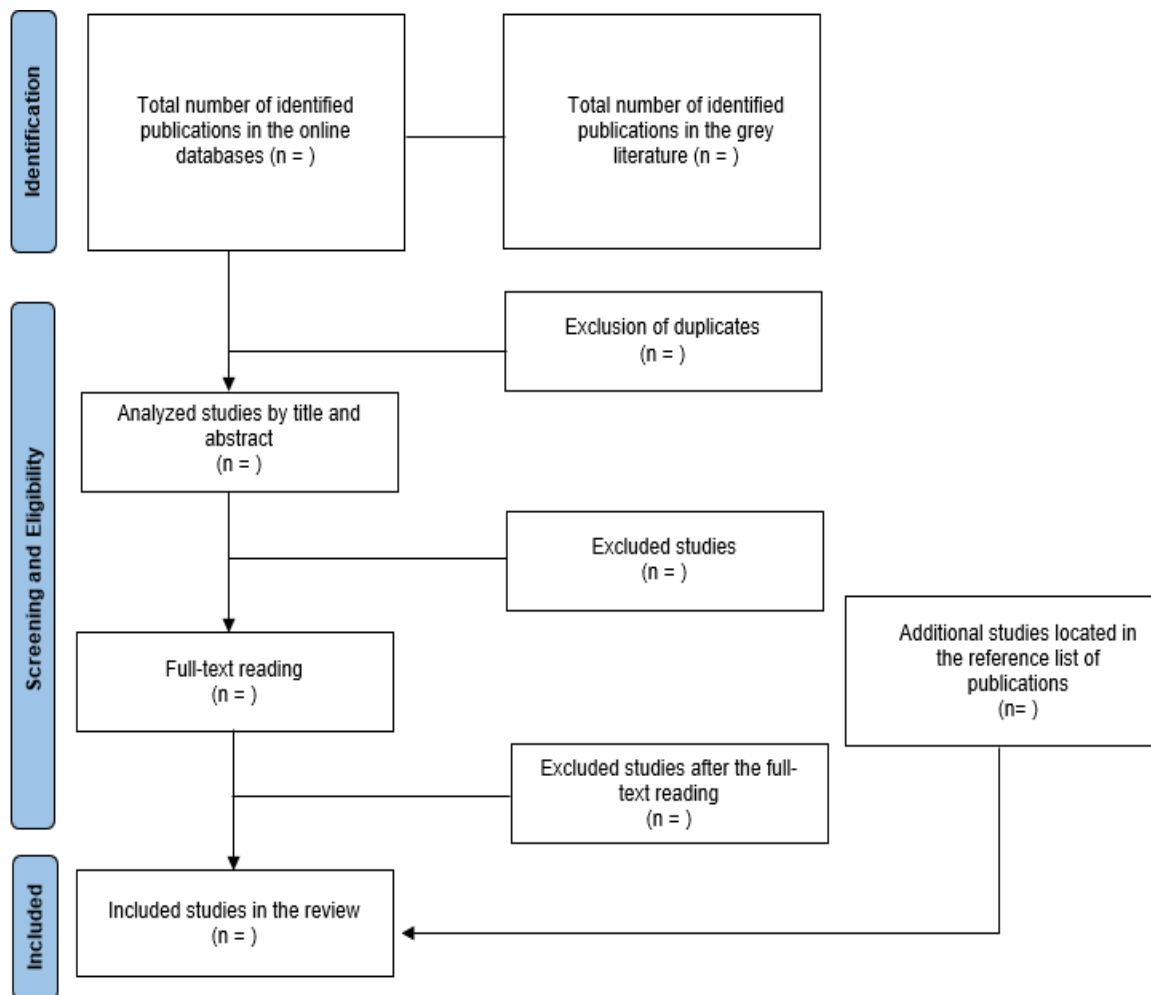 Identification
Total number of identified
publications in the online
databases (n = )
Total number of identified
publications in the grey
literature (n = )
Exclusion of duplicates
(n = )
Screening and Eligibility
Analyzed studies by title and
abstract
(n = )
Excluded studies
(n = )
Full-text reading
(n = )
Additional studies located in
the reference list of
publications
(n= )
Excluded studies after the full-
text reading
(n = )
Included
Included studies in the review
(n = )